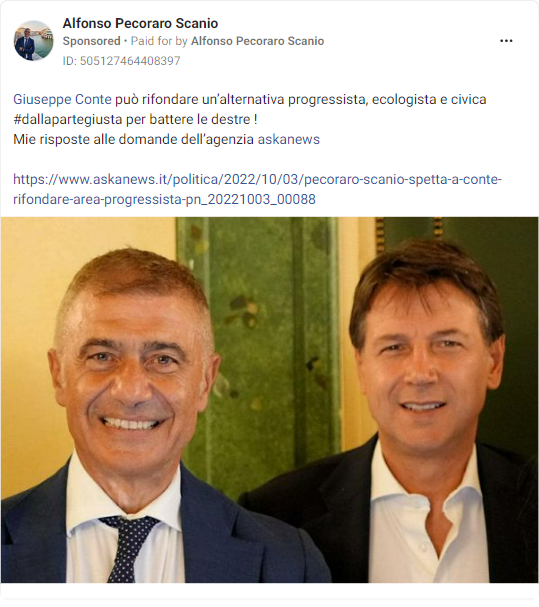 Alfonso Pecoraro Scanio
Sponsored • Paid for by Alfonso Pecoraro Scanio
ID: 505127464408397
Giuseppe Conte può rifondare un’alternativa progressista, ecologista e civica
#dallapartegiusta per battere le destre !
Mie risposte alle domande dell’agenzia askanews
https://www.askanews.it/politica/2022/10/03/pecoraro-scanio-spetta-a-conte-
rifondare-area-progressista-pn_20221003_00088